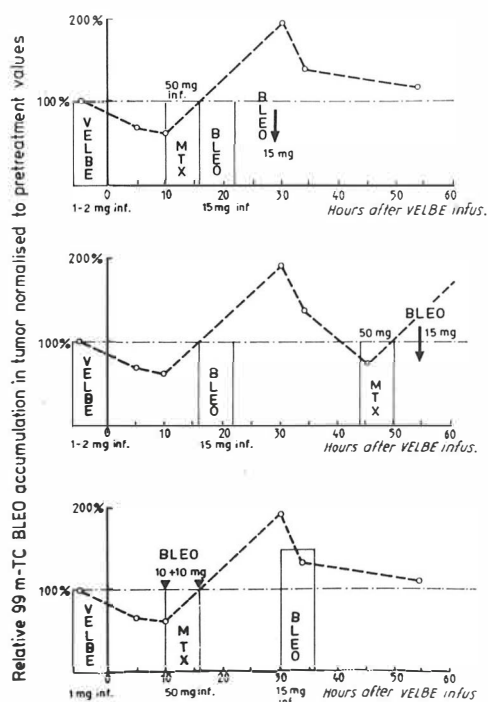 Relative 99 m-TC BLEO accumulation in tumor normalised to pretreatment values
200%
50 mg
inf.
100%
VELBE
MTX
BLEO
BLEO
15 mg
0 10 20 30 40 50 60
1-2 mg inf.
15 mg inf
Hours after VELBE infus.
200%
BLEO
50 mg
15 mg
100%
VELBE
BLEO
MTX
0 10 20 30 40 50 60
1-2 mg inf.
15 mg inf.
Hours after VELBE infus.
200%
BLEO
10 +10 mg
100%
VELBE
MTX
BLEO
0 10 20 30 40 50 60
1 mg inf.
50 mg inf.
15 mg
inf
Hours after VELBE infus.